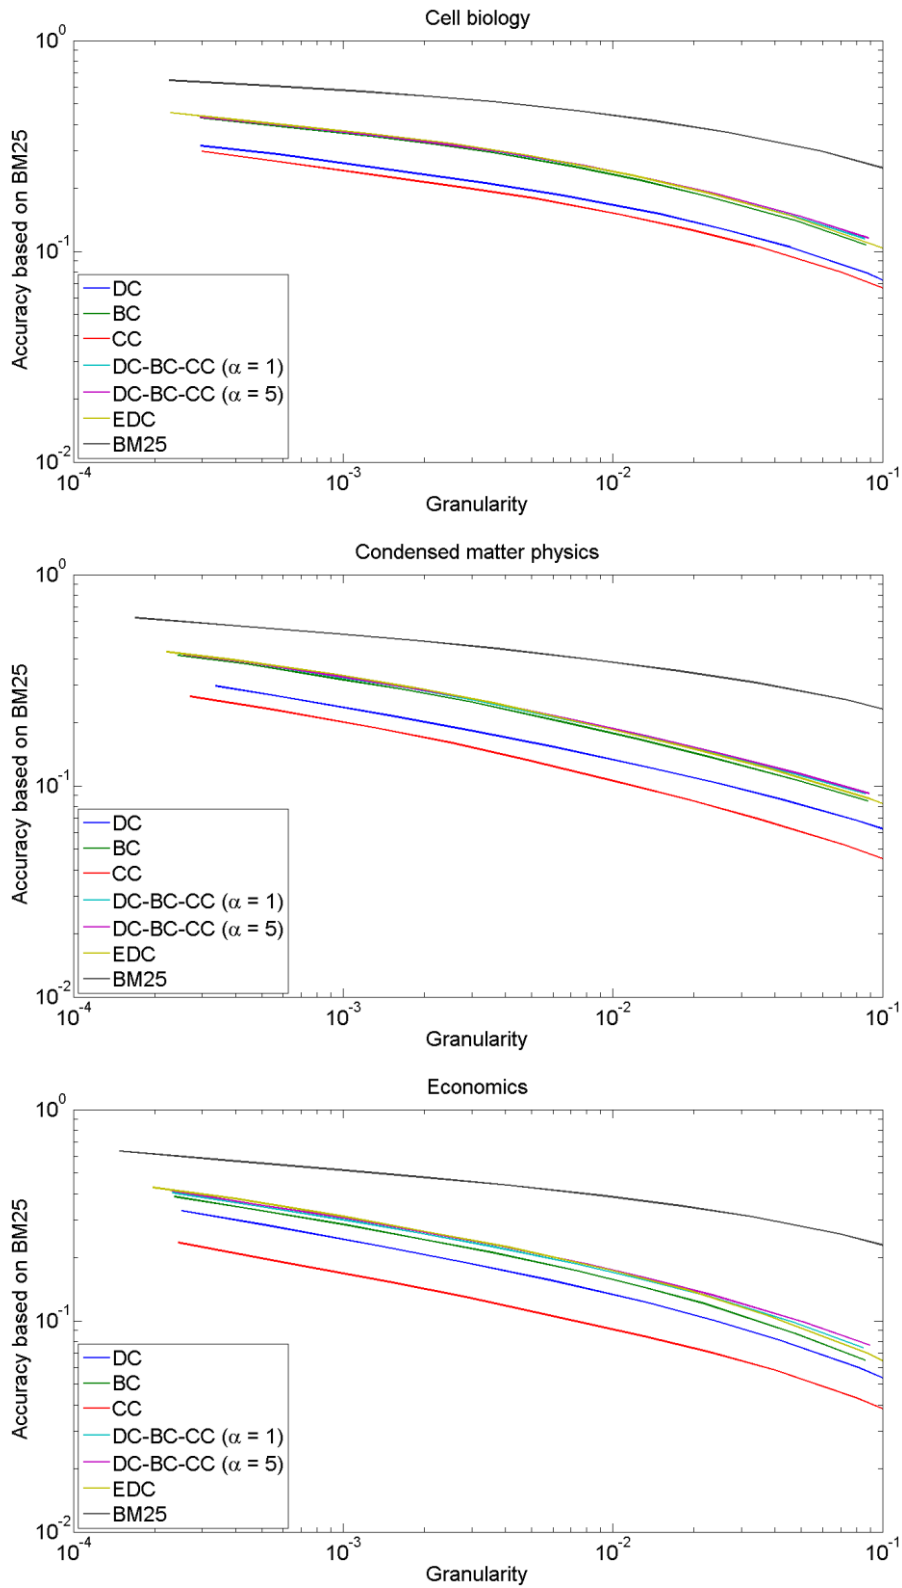 Cell biology
10^0
10^-1
10^-2
Accuracy based on BM25
DC
BC
CC
DC-BC-CC (α = 1)
DC-BC-CC (α = 5)
EDC
BM25
10^-4 10^-3 10^-2 10^-1
Granularity
Condensed matter physics
10^0
10^-1
10^-2
Accuracy based on BM25
DC
BC
CC
DC-BC-CC (α = 1)
DC-BC-CC (α = 5)
EDC
BM25
10^-4 10^-3 10^-2 10^-1
Granularity
Economics
10^0
10^-1
10^-2
Accuracy based on BM25
DC
BC
CC
DC-BC-CC (α = 1)
DC-BC-CC (α = 5)
EDC
BM25
10^-4 10^-3 10^-2 10^-1
Granularity